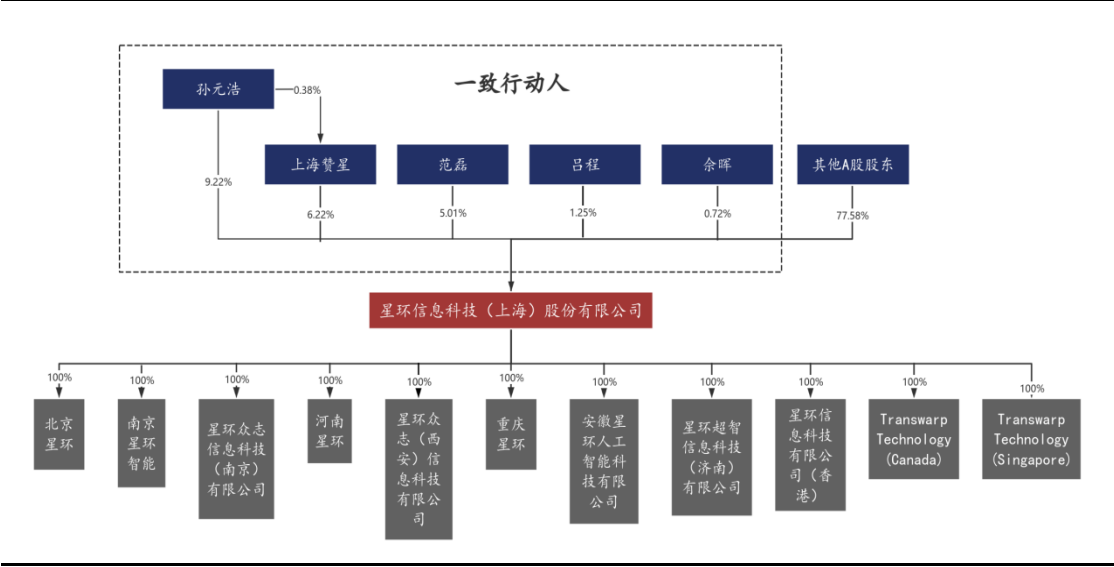 一致行动人
孙元浩
0.38%
上海赞星
范磊
吕程
佘晖
其他A股股东
9.22%
6.22%
5.01%
1.25%
0.72%
77.58%
星环信息科技（上海）股份有限公司
100%
100%
100%
100%
100%
100%
100%
100%
100%
100%
100%
北京
星环
南京
星环
智能
星环众志
信息科技
（南京）
有限公司
河南
星环
星环众
志（西
安）信
息科技
有限公
司
重庆
星环
安徽星
环人工
智能科
技有限
公司
星环超智
信息科技
（济南）
有限公司
星环信
息科技
有限公
司（香
港）
Transwarp
Technology
(Canada)
Transwarp
Technology
(Singapore)